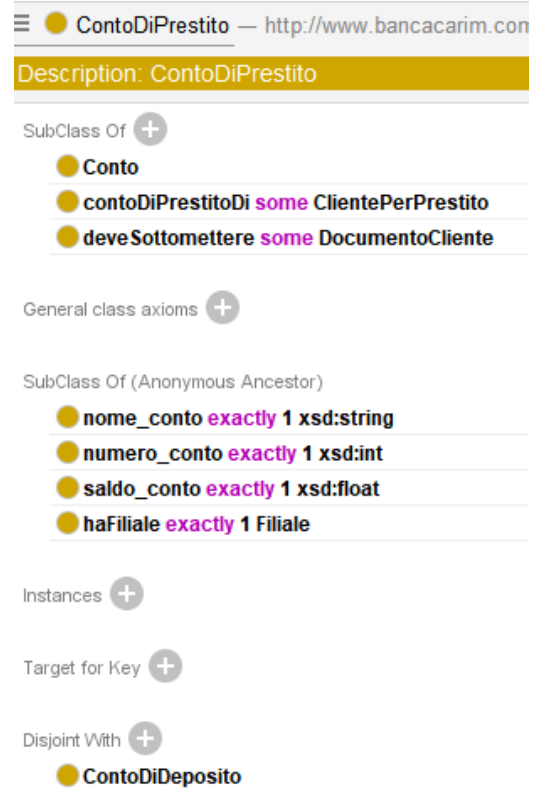 ContoDiPrestito — http://www.bancacarim.com
Description: ContoDiPrestito
SubClass Of
Conto
contoDiPrestitoDi some ClientePerPrestito
deveSottomettere some DocumentoCliente
General class axioms
SubClass Of (Anonymous Ancestor)
nome_conto exactly 1 xsd:string
numero_conto exactly 1 xsd:int
saldo_conto exactly 1 xsd:float
haFiliale exactly 1 Filiale
Instances
Target for Key
Disjoint With
ContoDiDeposito